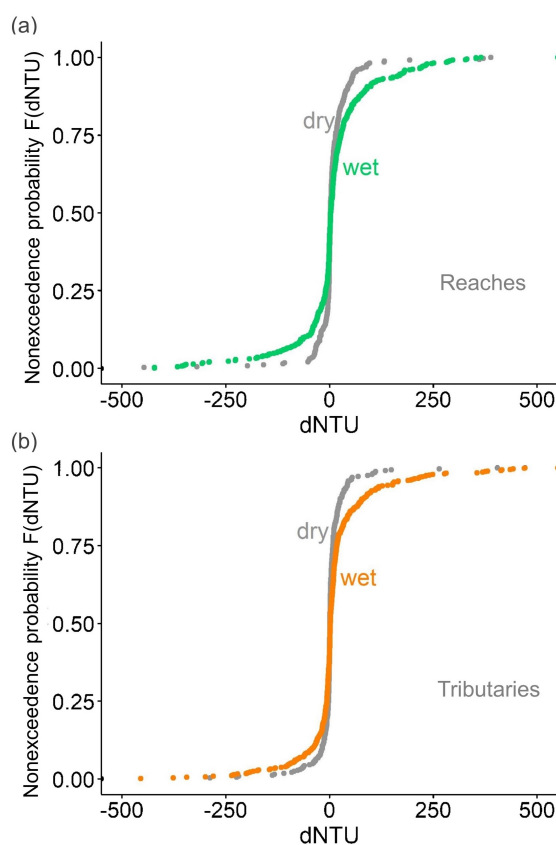 (a)
Nonexceedence probability F(dNTU)
1.00
0.75
0.50
0.25
0.00
dry
wet
Reaches
-500
-250
0
250
500
dNTU
(b)
Nonexceedence probability F(dNTU)
1.00
0.75
0.50
0.25
0.00
dry
wet
Tributaries
-500
-250
0
250
500
dNTU